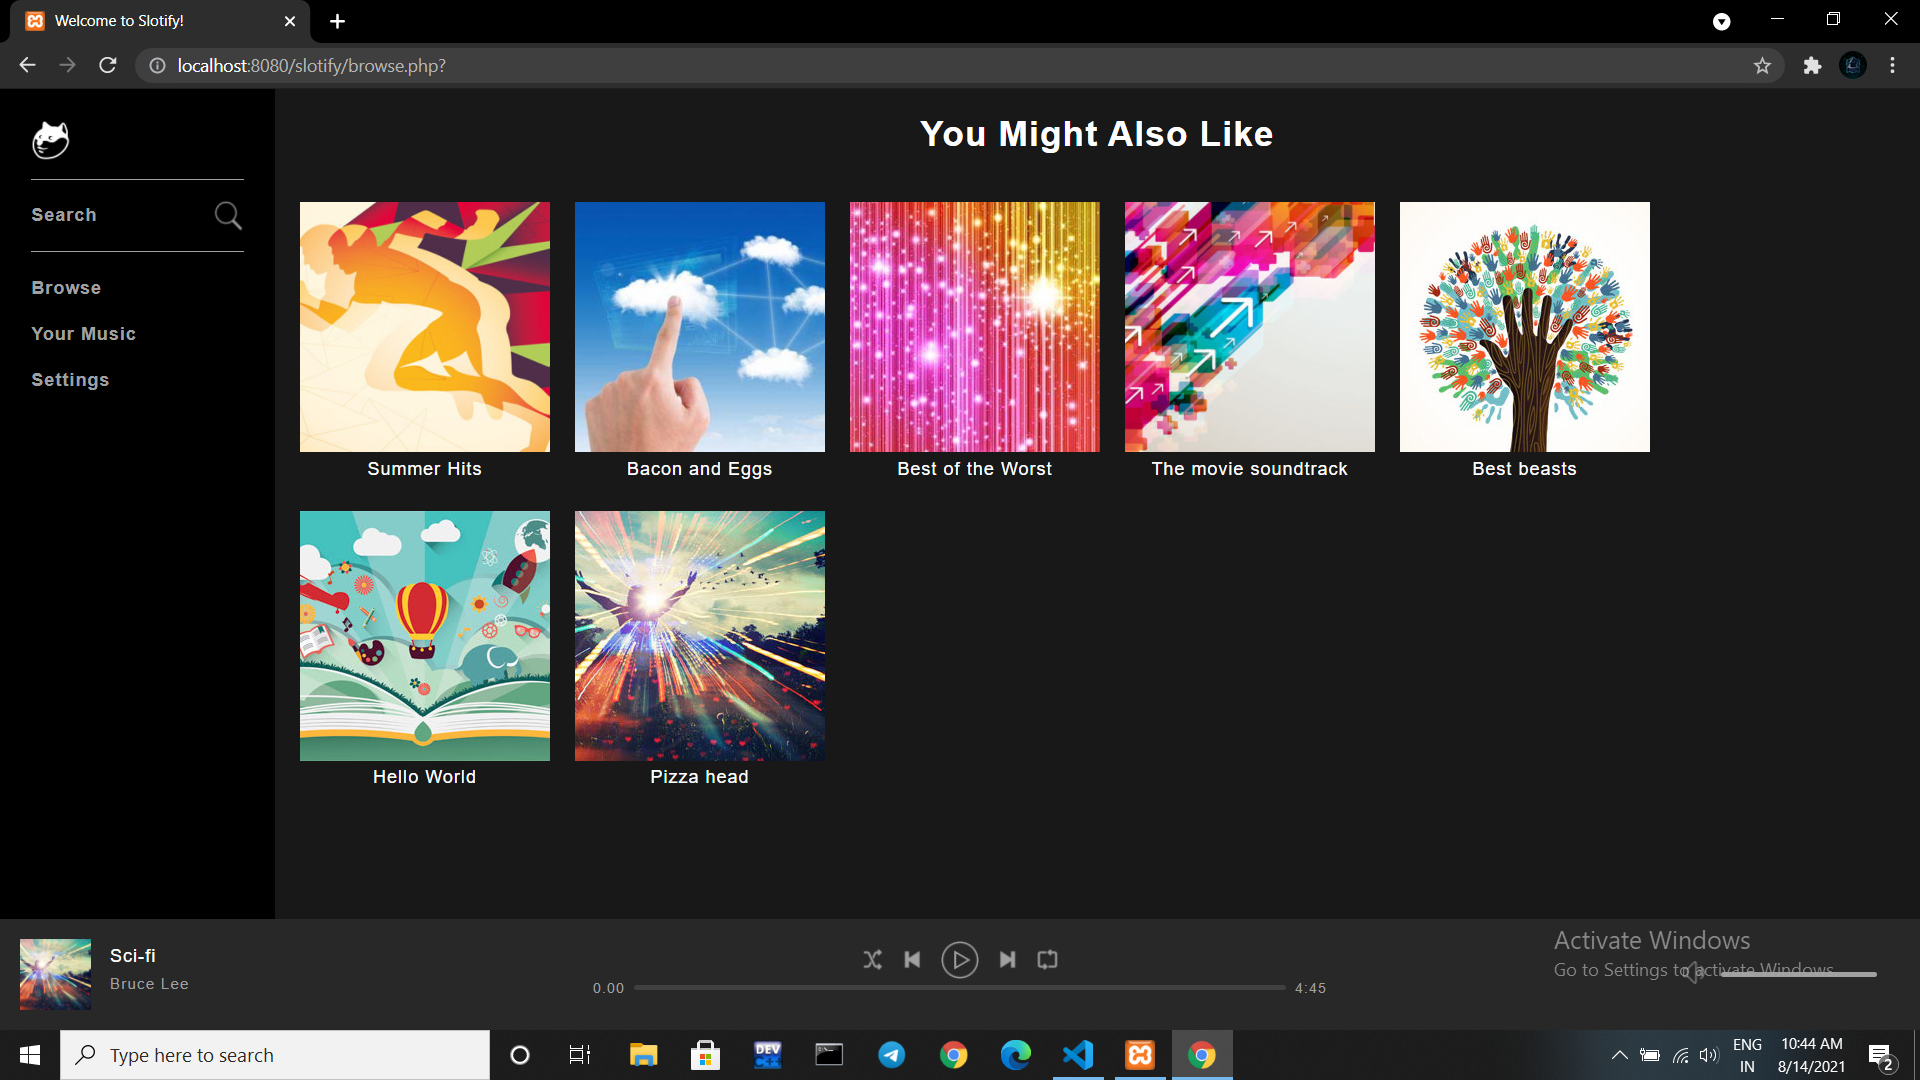 Welcome to Slotify!
localhost:8080/slotify/browse.php?
Search
Browse
Your Music
Settings
You Might Also Like
Summer Hits
Bacon and Eggs
Best of the Worst
The movie soundtrack
Best beasts
Hello World
Pizza head
Sci-fi
Bruce Lee
0.00
4:45
Activate Windows
Go to Settings to activate Windows.
Type here to search
DEV
C++
ENG
IN
10:44 AM
8/14/2021
2